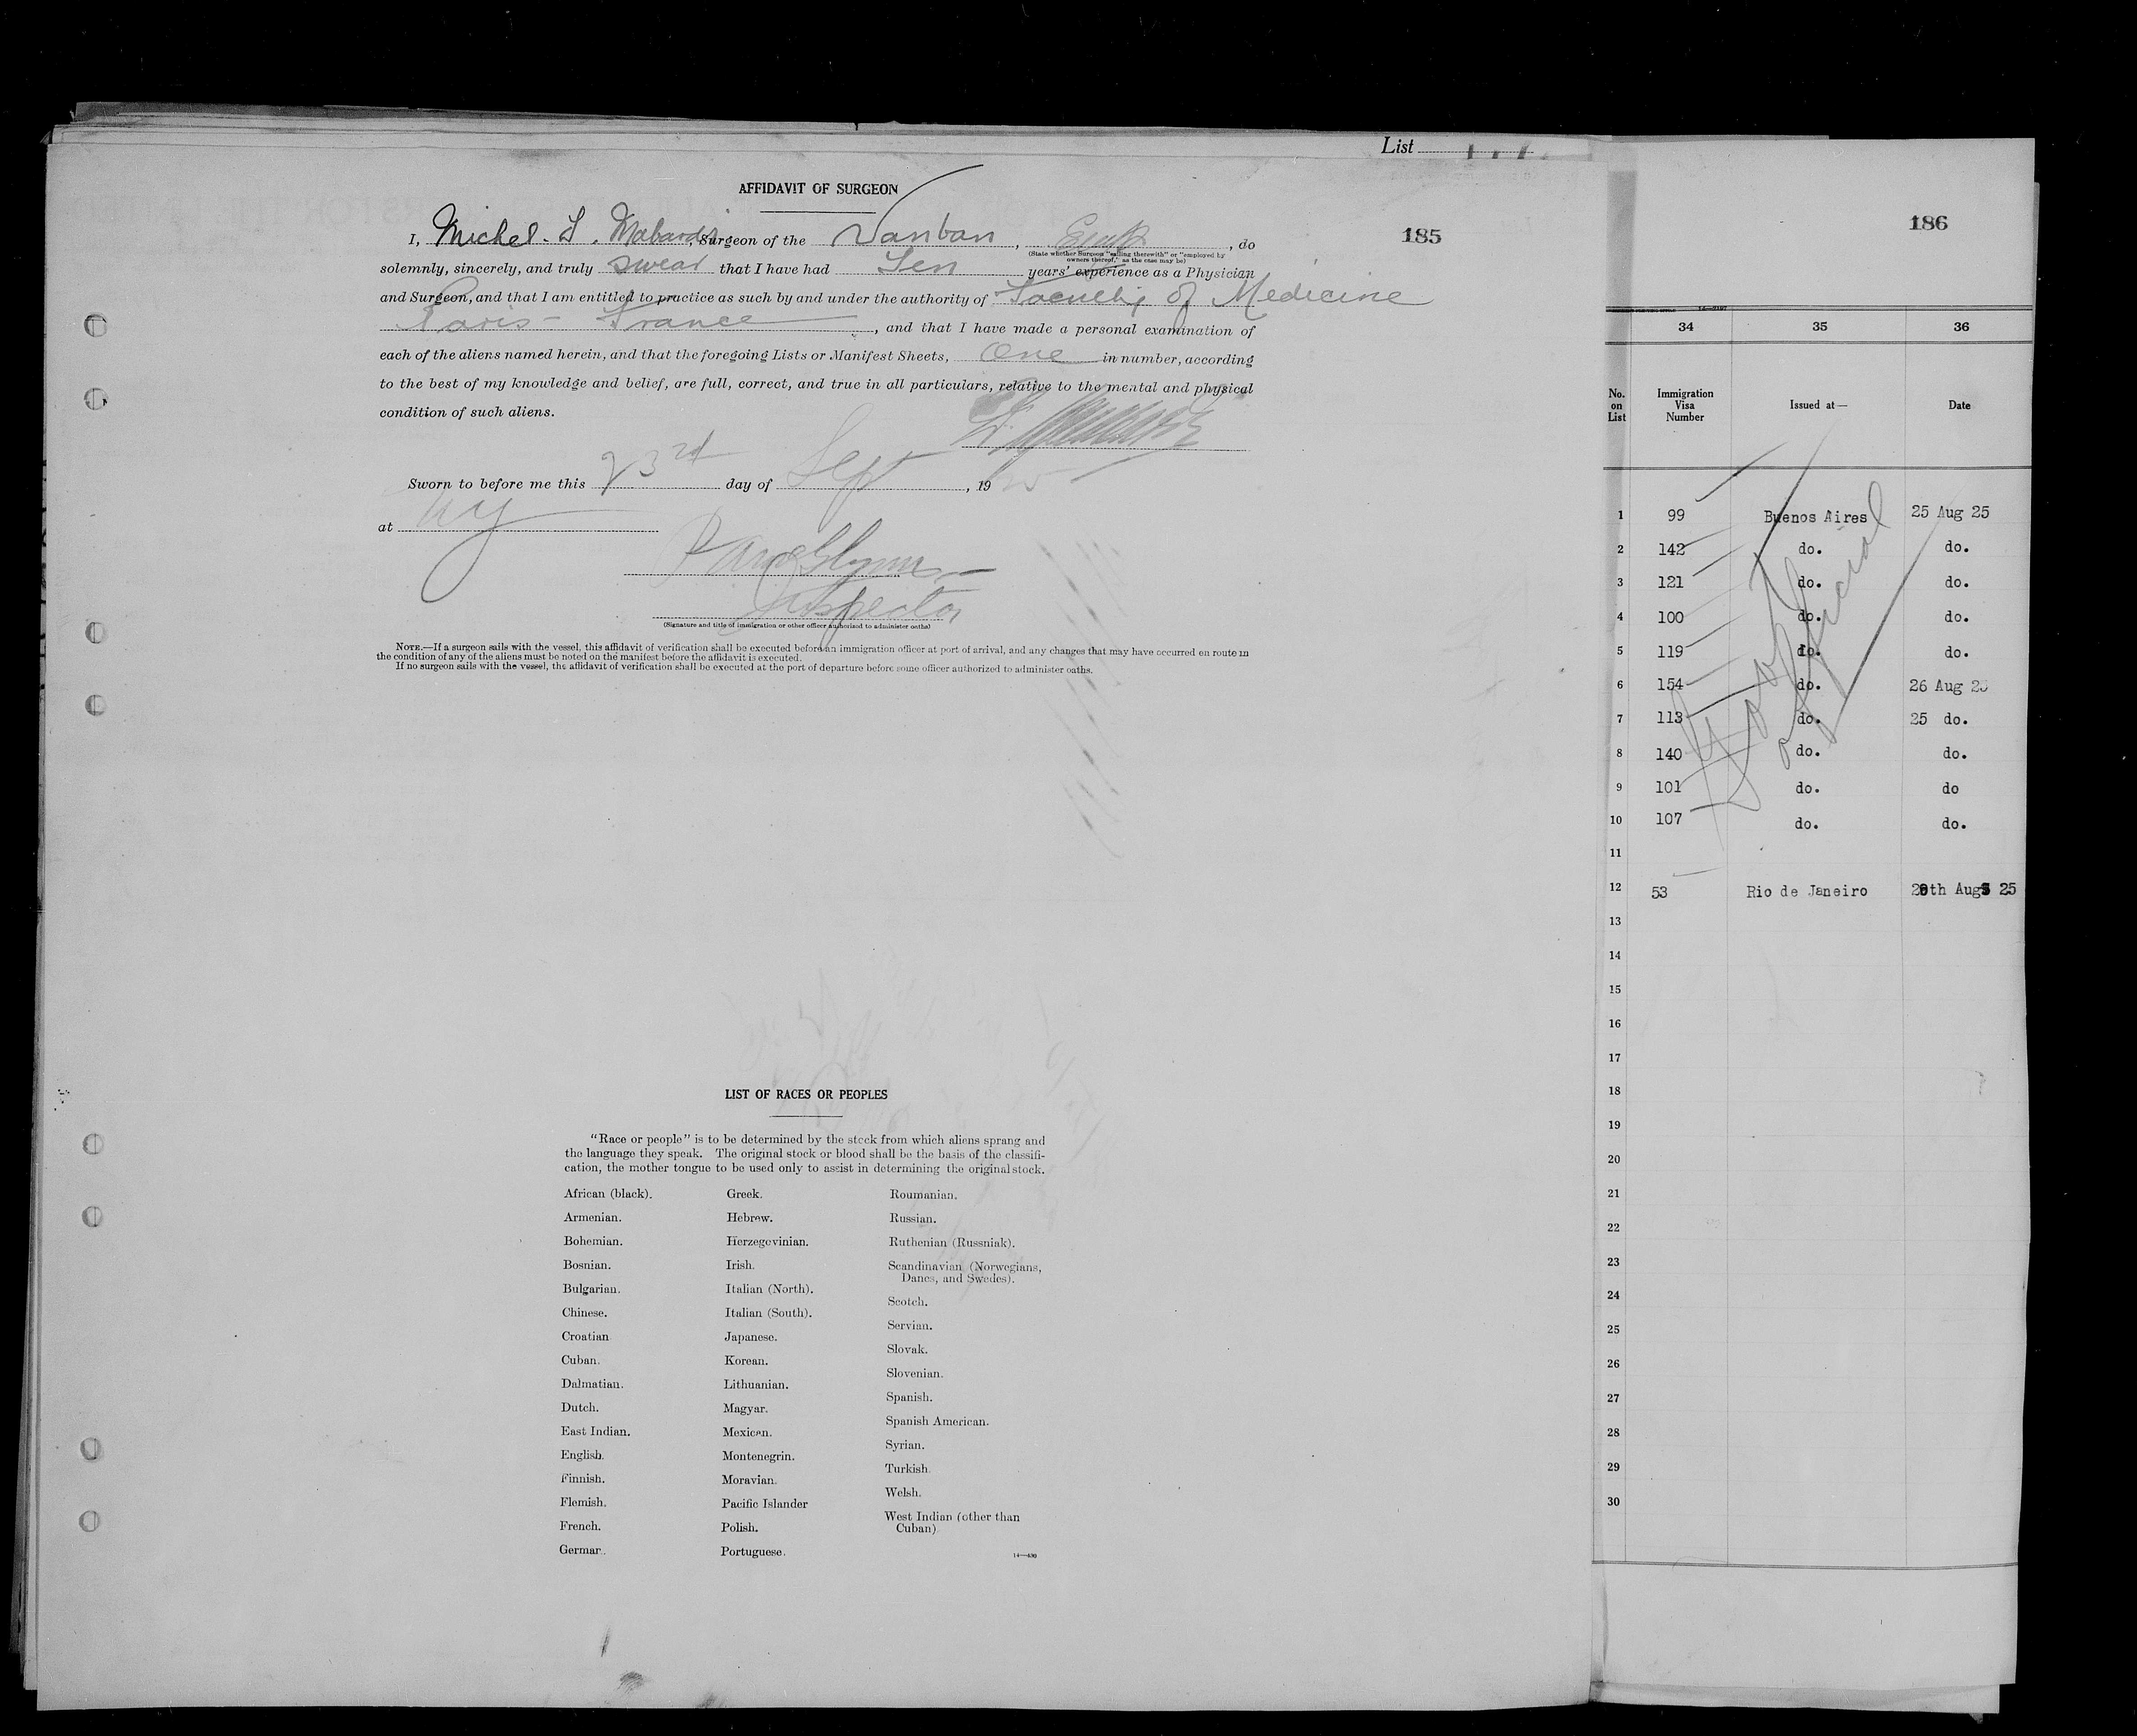 List
AFFIDAVIT OF SURGEON
I, Michel. S. Mabardi, Surgeon of the Vanban, , do
(State whether Surgeon "sailing therewith" or "employed by owners thereof," as the case may be)
solemnly, sincerely, and truly swear that I have had Ten years' experience as a Physician
and Surgeon, and that I am entitled to practice as such by and under the authority of Faculty of Medicine
Paris - France, and that I have made a personal examination of
each of the aliens named herein, and that the foregoing Lists or Manifest Sheets, One in number, according
to the best of my knowledge and belief, are full, correct, and true in all particulars, relative to the mental and physical
condition of such aliens.
Sworn to before me this 23rd day of Sept, 19
at NY
Inspector
(Signature and title of immigration or other officer authorized to administer oaths)
NOTE.—If a surgeon sails with the vessel, this affidavit of verification shall be executed before an immigration officer at port of arrival, and any changes that may have occurred en route in
the condition of any of the aliens must be noted on the manifest before the affidavit is executed.
If no surgeon sails with the vessel, the affidavit of verification shall be executed at the port of departure before some officer authorized to administer oaths.
185
LIST OF RACES OR PEOPLES
"Race or people" is to be determined by the stock from which aliens sprang and
the language they speak. The original stock or blood shall be the basis of the classifi-
cation, the mother tongue to be used only to assist in determining the original stock.
African (black).
Armenian.
Bohemian.
Bosnian.
Bulgarian.
Chinese.
Croatian
Cuban.
Dalmatian.
Dutch.
East Indian.
English.
Finnish.
Flemish.
French.
German.
Greek.
Hebrew.
Herzegovinian.
Irish.
Italian (North).
Italian (South).
Japanese.
Korean.
Lithuanian.
Magyar.
Mexican.
Montenegrin.
Moravian.
Pacific Islander
Polish.
Portuguese.
Roumanian.
Russian.
Ruthenian (Russniak).
Scandinavian (Norwegians,
Danes, and Swedes).
Scotch.
Servian.
Slovak.
Slovenian.
Spanish.
Spanish American.
Syrian.
Turkish.
Welsh.
West Indian (other than
Cuban)
14—430
186
34 35 36
No. on List Immigration Visa Number Issued at— Date
1 99 Buenos Aires 25 Aug 25
2 142 do. do.
3 121 do. do.
4 100 do. do.
5 119 do. do.
6 154 do. 26 Aug 25
7 113 do. 25 do.
8 140 do. do.
9 101 do. do
10 107 do. do.
11
12 53 Rio de Janeiro 28th Aug 25
13
14
15
16
17
18
19
20
21
22
23
24
25
26
27
28
29
30